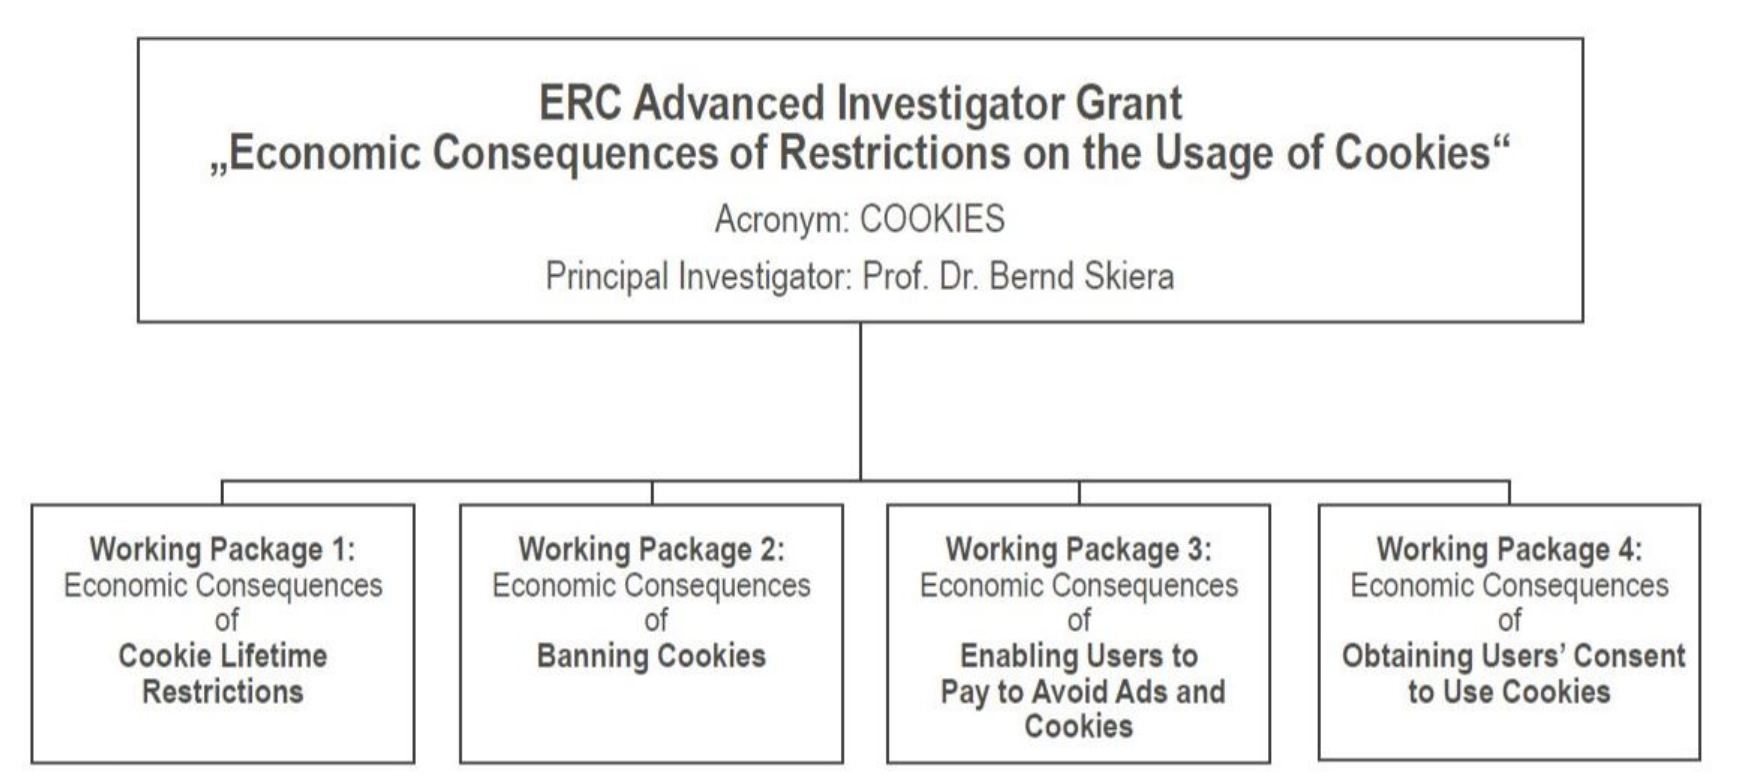 ERC Advanced Investigator Grant
„Economic Consequences of Restrictions on the Usage of Cookies“
Acronym: COOKIES
Principal Investigator: Prof. Dr. Bernd Skiera
Working Package 1:
Economic Consequences
of
Cookie Lifetime
Restrictions
Working Package 2:
Economic Consequences
of
Banning Cookies
Working Package 3:
Economic Consequences
of
Enabling Users to
Pay to Avoid Ads and
Cookies
Working Package 4:
Economic Consequences
of
Obtaining Users’ Consent
to Use Cookies